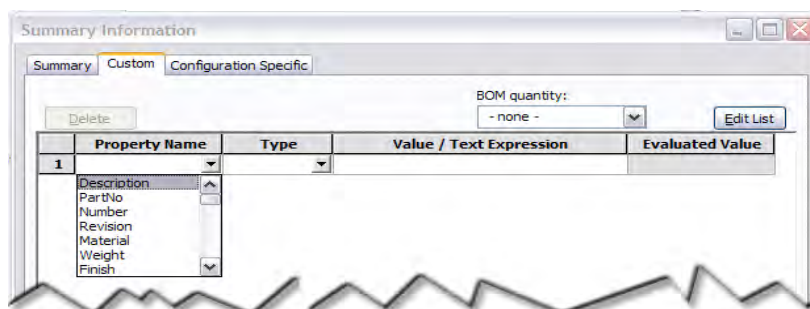 Summary Information
Summary Custom Configuration Specific
BOM quantity:
Delete - none - Edit List
Property Name Type Value / Text Expression Evaluated Value
1
Description
PartNo
Number
Revision
Material
Weight
Finish